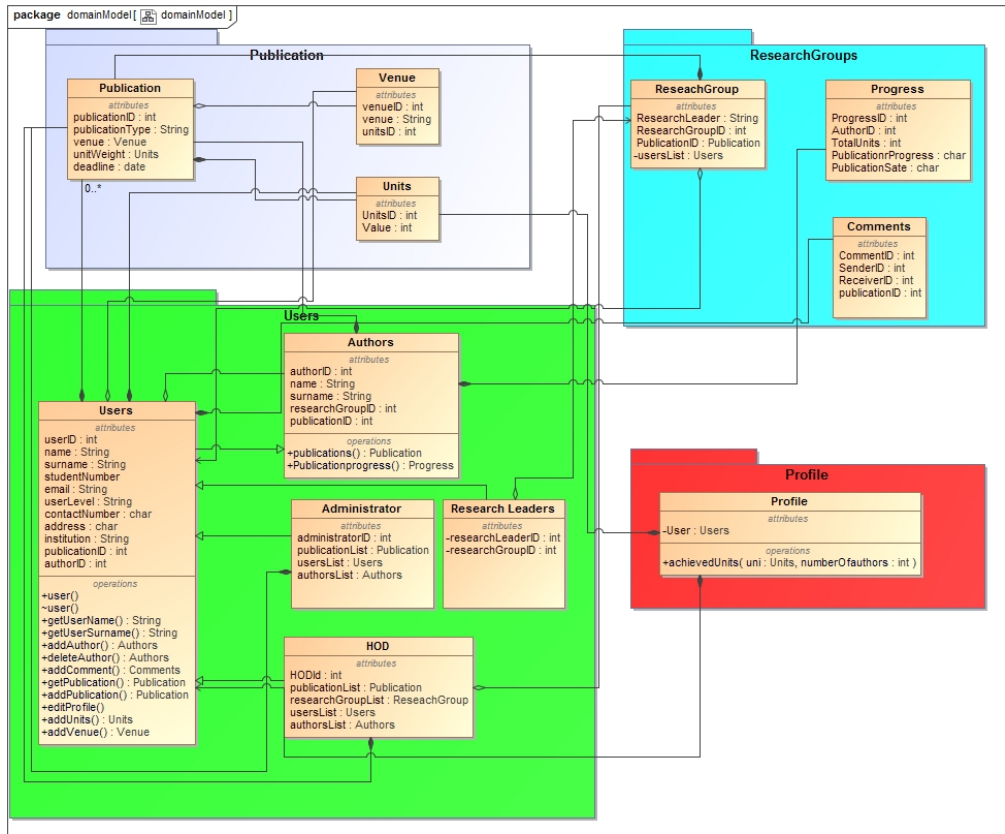 package domainModel [ domainModel ]
Publication
Publication
attributes
publicationID : int
publicationType : String
venue : Venue
unitWeight : Units
deadline : date
0..*
Venue
attributes
venueID : int
venue : String
unitsID : int
Units
attributes
UnitsID : int
Value : int
ResearchGroups
ReseachGroup
attributes
ResearchLeader : String
ResearchGroupID : int
PublicationID : Publication
-usersList : Users
Progress
attributes
ProgressID : int
AuthorID : int
TotalUnits : int
PublicationrProgress : char
PublicationSate : char
Comments
attributes
CommentID : int
SenderID : int
ReceiverID : int
publicationID : int
Users
Authors
attributes
authorID : int
name : String
surname : String
researchGroupID : int
publicationID : int
operations
+publications() : Publication
+Publicationprogress() : Progress
Users
attributes
userID : int
name : String
surname : String
studentNumber
email : String
userLevel : String
contactNumber : char
address : char
institution : String
publicationID : int
authorID : int
operations
+user()
~user()
+getUserName() : String
+getUserSurname() : String
+addAuthor() : Authors
+deleteAuthor() : Authors
+addComment() : Comments
+getPublication() : Publication
+addPublication() : Publication
+editProfile()
+addUnits() : Units
+addVenue() : Venue
Administrator
attributes
administratorID : int
publicationList : Publication
usersList : Users
authorsList : Authors
Research Leaders
attributes
-researchLeaderID : int
-researchGroupID : int
HOD
attributes
HODId : int
publicationList : Publication
researchGroupList : ReseachGroup
usersList : Users
authorsList : Authors
Profile
Profile
attributes
-User : Users
operations
+achievedUnits( uni : Units, numberOfauthors : int )